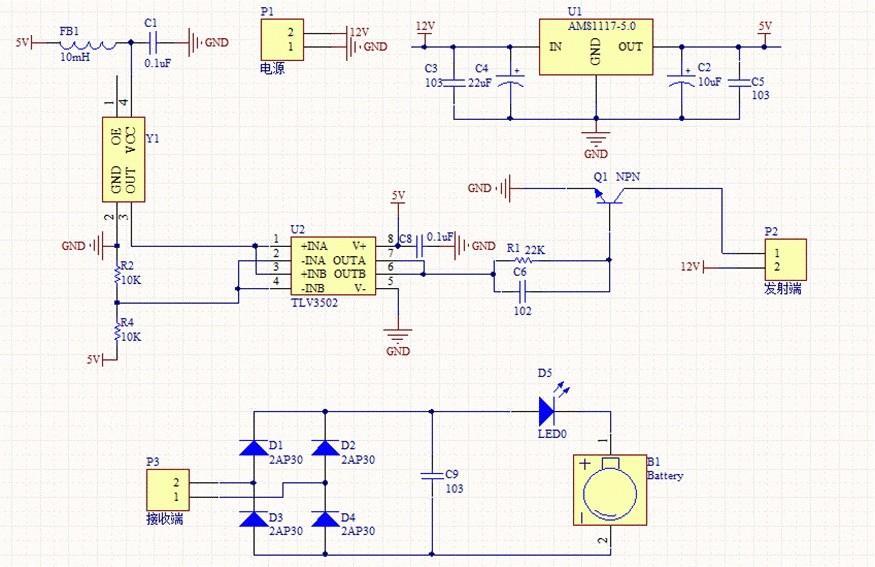 FB1
5V
10mH
C1
0.1uF
GND
P1
2
1
12V
GND
电源
12V
U1
AMS1117-5.0
IN
GND
OUT
5V
C3
103
C4
22uF
+
+
C2
10uF
C5
103
GND
1
4
OE
VCC
GND
OUT
Y1
2
3
GND
R2
10K
R4
10K
5V
U2
1
2
3
4
+INA
-INA
+INB
-INB
V+
OUTA
OUTB
V-
8
7
6
5
TLV3502
5V
C8
0.1uF
GND
GND
GND
Q1 NPN
R1 22K
C6
102
12V
P2
1
2
发射端
P3
2
1
接收端
D1
2AP30
D2
2AP30
D3
2AP30
D4
2AP30
C9
103
D5
LED0
1
B1
Battery
+
-
2